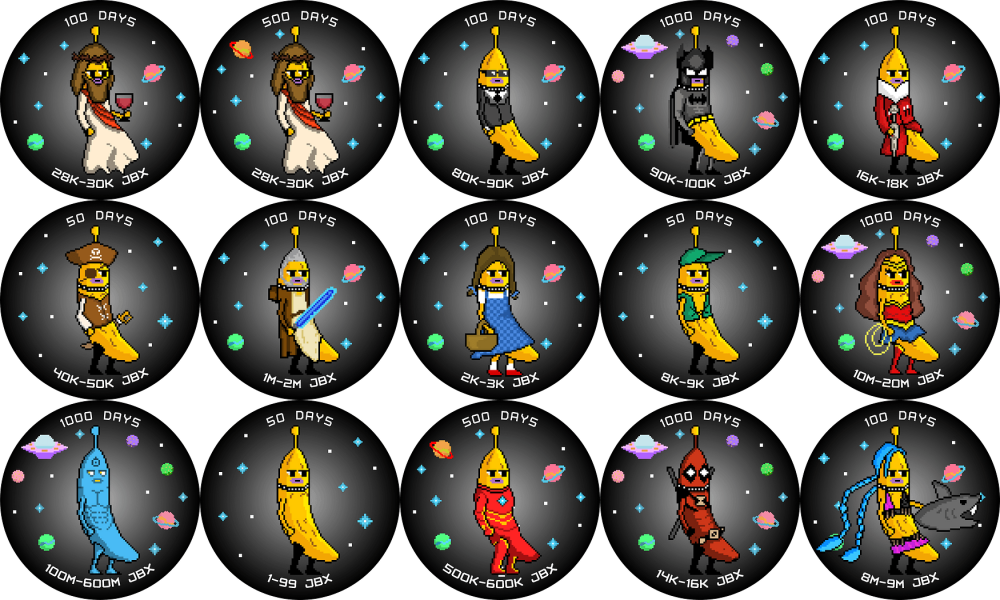 100 DAYS
28K-30K JBX
500 DAYS
28K-30K JBX
100 DAYS
80K-90K JBX
1000 DAYS
90K-100K JBX
100 DAYS
16K-18K JBX
50 DAYS
40K-50K JBX
100 DAYS
1M-2M JBX
100 DAYS
2K-3K JBX
50 DAYS
8K-9K JBX
1000 DAYS
10M-20M JBX
1000 DAYS
100M-600M JBX
50 DAYS
1-99 JBX
500 DAYS
500K-600K JBX
1000 DAYS
14K-16K JBX
100 DAYS
8M-9M JBX